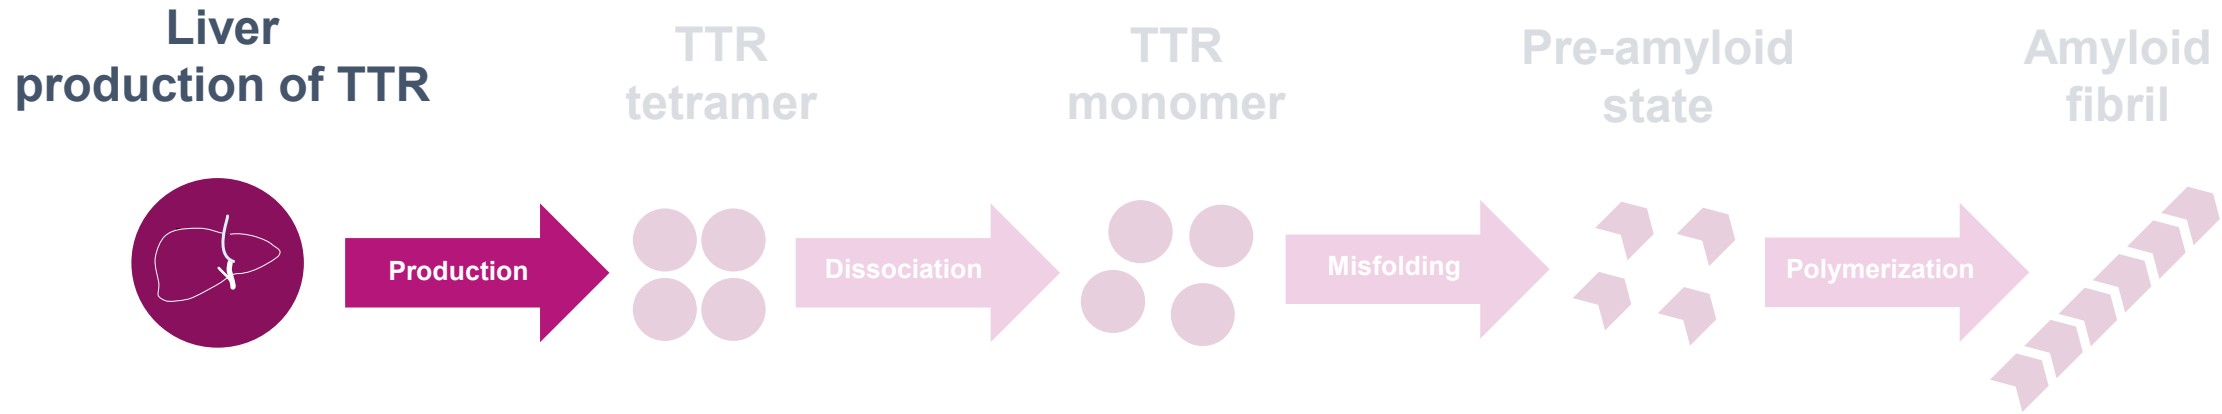 Liver
production of TTR
TTR
tetramer
TTR
monomer
Pre-amyloid
state
Amyloid
fibril
Production
Dissociation
Misfolding
Polymerization